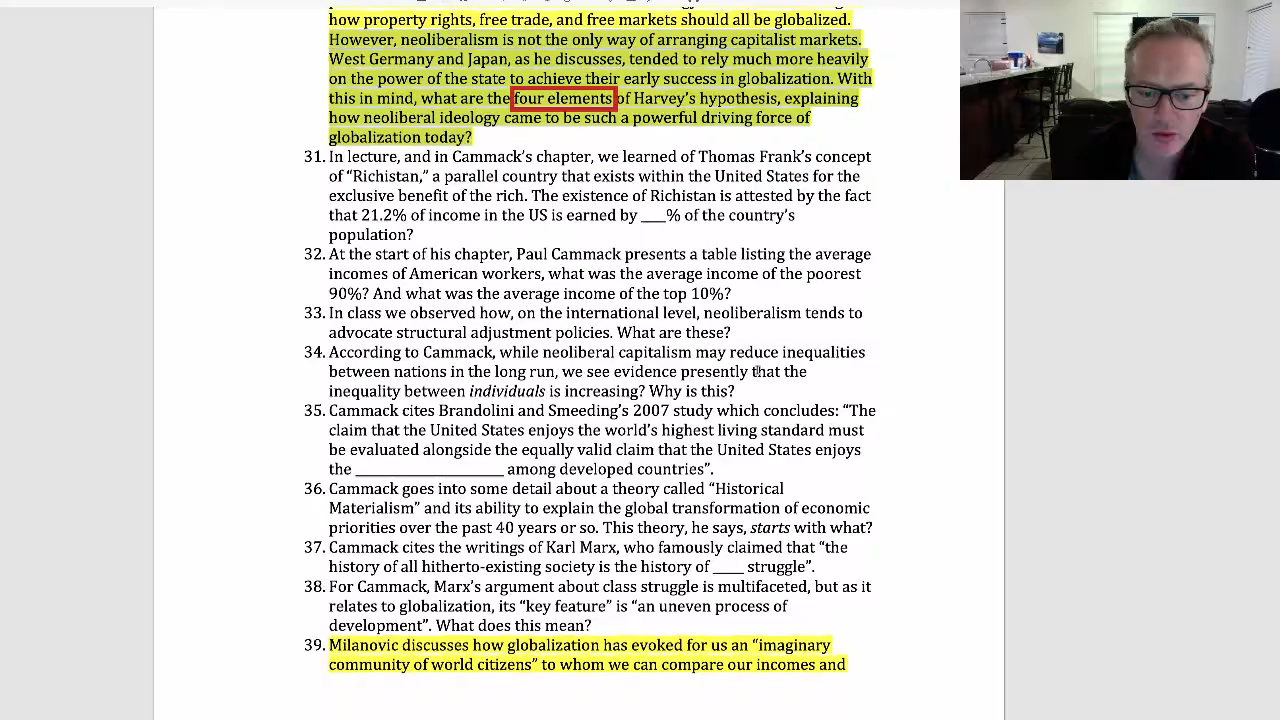 how property rights, free trade, and free markets should all be globalized.
However, neoliberalism is not the only way of arranging capitalist markets.
West Germany and Japan, as he discusses, tended to rely much more heavily
on the power of the state to achieve their early success in globalization. With
this in mind, what are the four elements of Harvey’s hypothesis, explaining
how neoliberal ideology came to be such a powerful driving force of
globalization today?
31. In lecture, and in Cammack’s chapter, we learned of Thomas Frank’s concept
of “Richistan,” a parallel country that exists within the United States for the
exclusive benefit of the rich. The existence of Richistan is attested by the fact
that 21.2% of income in the US is earned by ____% of the country’s
population?
32. At the start of his chapter, Paul Cammack presents a table listing the average
incomes of American workers, what was the average income of the poorest
90%? And what was the average income of the top 10%?
33. In class we observed how, on the international level, neoliberalism tends to
advocate structural adjustment policies. What are these?
34. According to Cammack, while neoliberal capitalism may reduce inequalities
between nations in the long run, we see evidence presently that the
inequality between individuals is increasing? Why is this?
35. Cammack cites Brandolini and Smeeding’s 2007 study which concludes: “The
claim that the United States enjoys the world’s highest living standard must
be evaluated alongside the equally valid claim that the United States enjoys
the ________________________ among developed countries”.
36. Cammack goes into some detail about a theory called “Historical
Materialism” and its ability to explain the global transformation of economic
priorities over the past 40 years or so. This theory, he says, starts with what?
37. Cammack cites the writings of Karl Marx, who famously claimed that “the
history of all hitherto-existing society is the history of _____ struggle”.
38. For Cammack, Marx’s argument about class struggle is multifaceted, but as it
relates to globalization, its “key feature” is “an uneven process of
development”. What does this mean?
39. Milanovic discusses how globalization has evoked for us an “imaginary
community of world citizens” to whom we can compare our incomes and